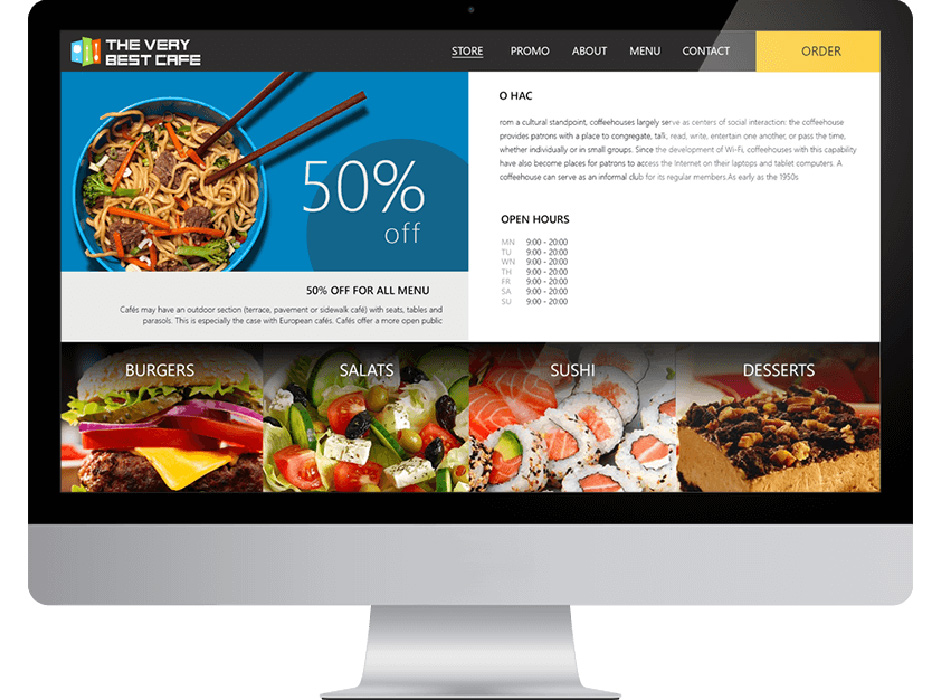 THE VERY
BEST CAFE
STORE PROMO ABOUT MENU CONTACT ORDER
50%
off
50% OFF FOR ALL MENU
Cafés may have an outdoor section (terrace, pavement or sidewalk café) with seats, tables and
parasols. This is especially the case with European cafés. Cafés offer a more open public
O HAC
rom a cultural standpoint, coffeehouses largely serve as centers of social interaction: the coffeehouse
provides patrons with a place to congregate, talk, read, write, entertain one another, or pass the time,
whether individually or in small groups. Since the development of Wi-Fi, coffeehouses with this capability
have also become places for patrons to access the Internet on their laptops and tablet computers. A
coffeehouse can serve as an informal club for its regular members.As early as the 1950s
OPEN HOURS
MN 9:00 - 20:00
TU 9:00 - 20:00
WN 9:00 - 20:00
TH 9:00 - 20:00
FR 9:00 - 20:00
SA 9:00 - 20:00
SU 9:00 - 20:00
BURGERS
SALATS
SUSHI
DESSERTS